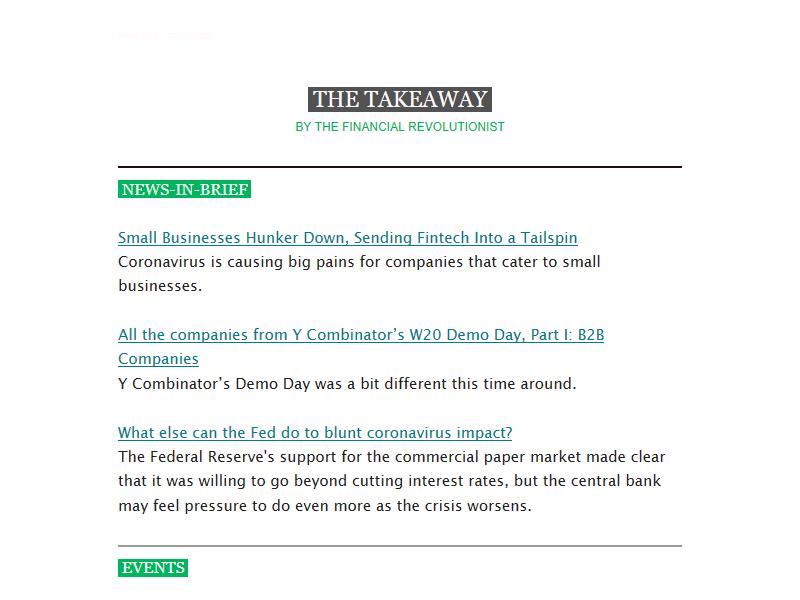 THE TAKEAWAY
BY THE FINANCIAL REVOLUTIONIST
NEWS-IN-BRIEF
Small Businesses Hunker Down, Sending Fintech Into a Tailspin
Coronavirus is causing big pains for companies that cater to small
businesses.
All the companies from Y Combinator’s W20 Demo Day, Part I: B2B
Companies
Y Combinator’s Demo Day was a bit different this time around.
What else can the Fed do to blunt coronavirus impact?
The Federal Reserve's support for the commercial paper market made clear
that it was willing to go beyond cutting interest rates, but the central bank
may feel pressure to do even more as the crisis worsens.
EVENTS